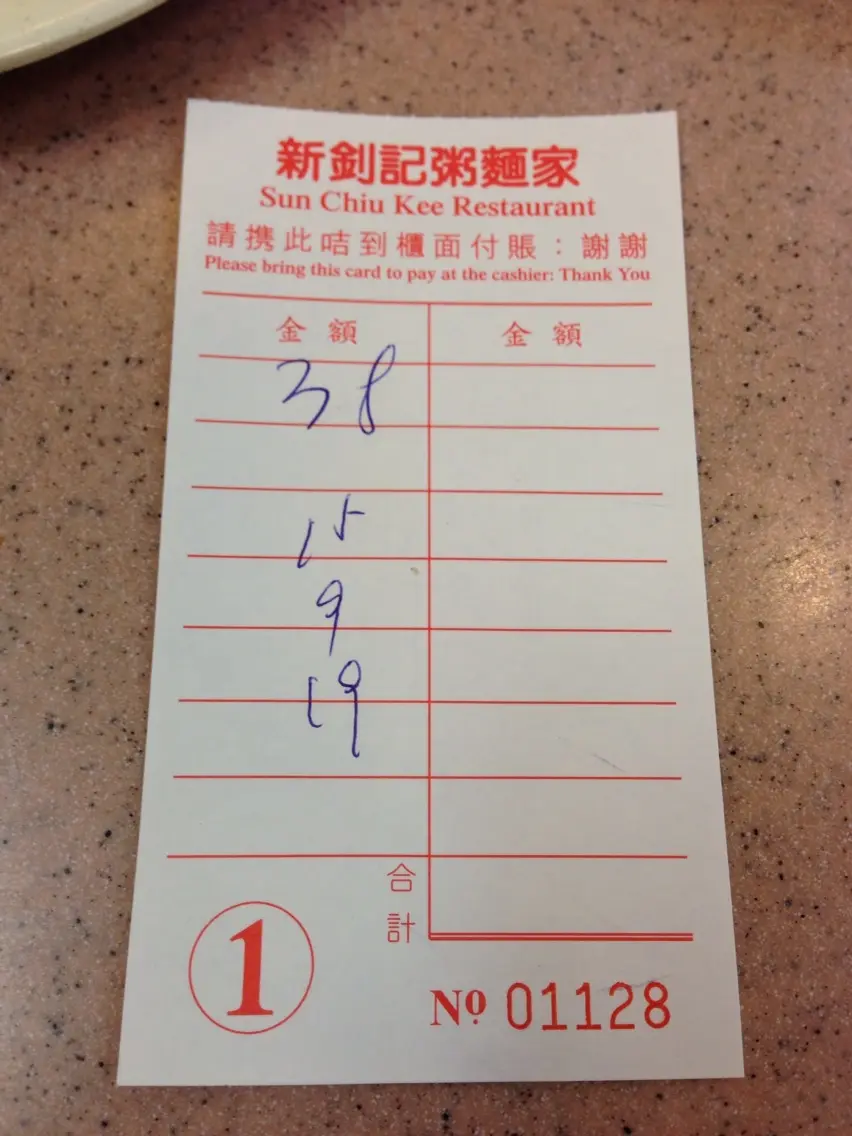 新釗記粥麵家
Sun Chiu Kee Restaurant
請携此咭到櫃面付賬：謝謝
Please bring this card to pay at the cashier: Thank You
金額 金額
38
15
9
19
合計
1
Nº 01128